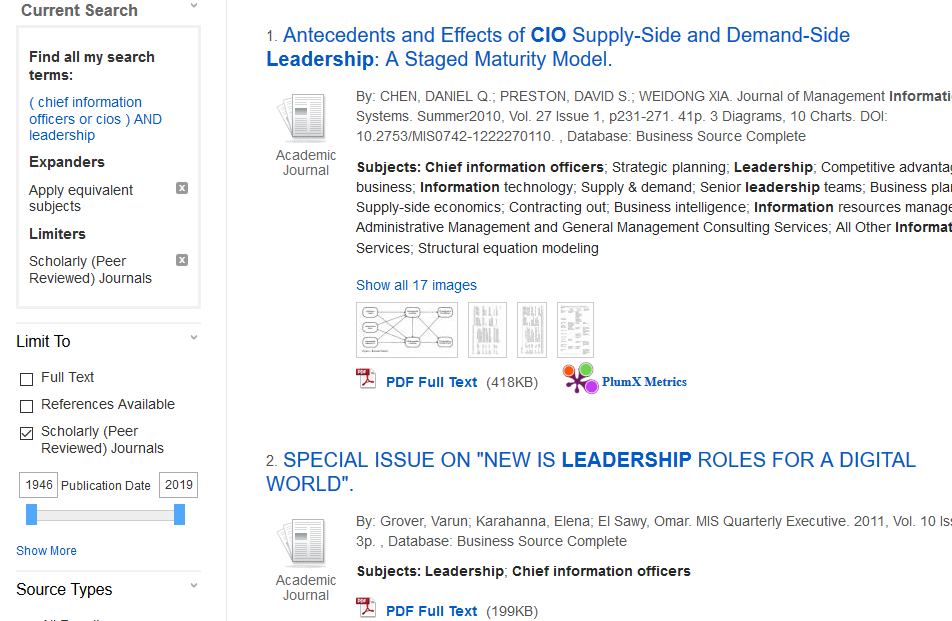 Current Search
Find all my search
terms:
( chief information
officers or cios ) AND
leadership
Expanders
Apply equivalent
subjects
Limiters
Scholarly (Peer
Reviewed) Journals
Limit To
Full Text
References Available
Scholarly (Peer
Reviewed) Journals
1946 Publication Date 2019
Show More
Source Types
1. Antecedents and Effects of CIO Supply-Side and Demand-Side
Leadership: A Staged Maturity Model.
Academic
Journal
By: CHEN, DANIEL Q.; PRESTON, DAVID S.; WEIDONG XIA. Journal of Management Informati
Systems. Summer2010, Vol. 27 Issue 1, p231-271. 41p. 3 Diagrams, 10 Charts. DOI:
10.2753/MIS0742-1222270110. , Database: Business Source Complete
Subjects: Chief information officers; Strategic planning; Leadership; Competitive advantag
business; Information technology; Supply & demand; Senior leadership teams; Business plan
Supply-side economics; Contracting out; Business intelligence; Information resources manage
Administrative Management and General Management Consulting Services; All Other Informat
Services; Structural equation modeling
Show all 17 images
PDF Full Text (418KB)
PlumX Metrics
2. SPECIAL ISSUE ON "NEW IS LEADERSHIP ROLES FOR A DIGITAL
WORLD".
Academic
Journal
By: Grover, Varun; Karahanna, Elena; El Sawy, Omar. MIS Quarterly Executive. 2011, Vol. 10 Iss
3p. , Database: Business Source Complete
Subjects: Leadership; Chief information officers
PDF Full Text (199KB)